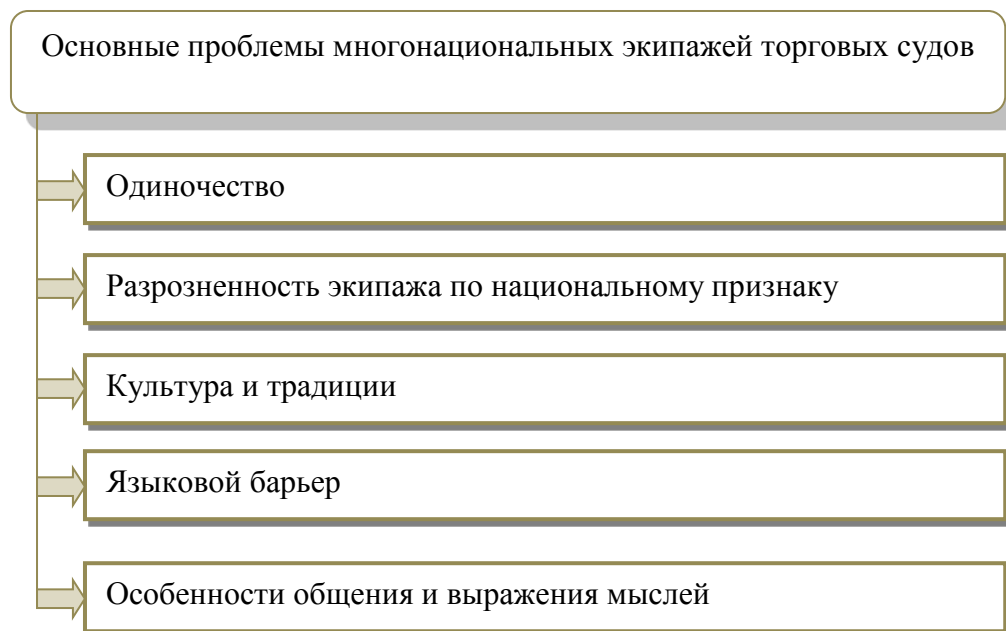 Основные проблемы многонациональных экипажей торговых судов
Одиночество
Разрозненность экипажа по национальному признаку
Культура и традиции
Языковой барьер
Особенности общения и выражения мыслей